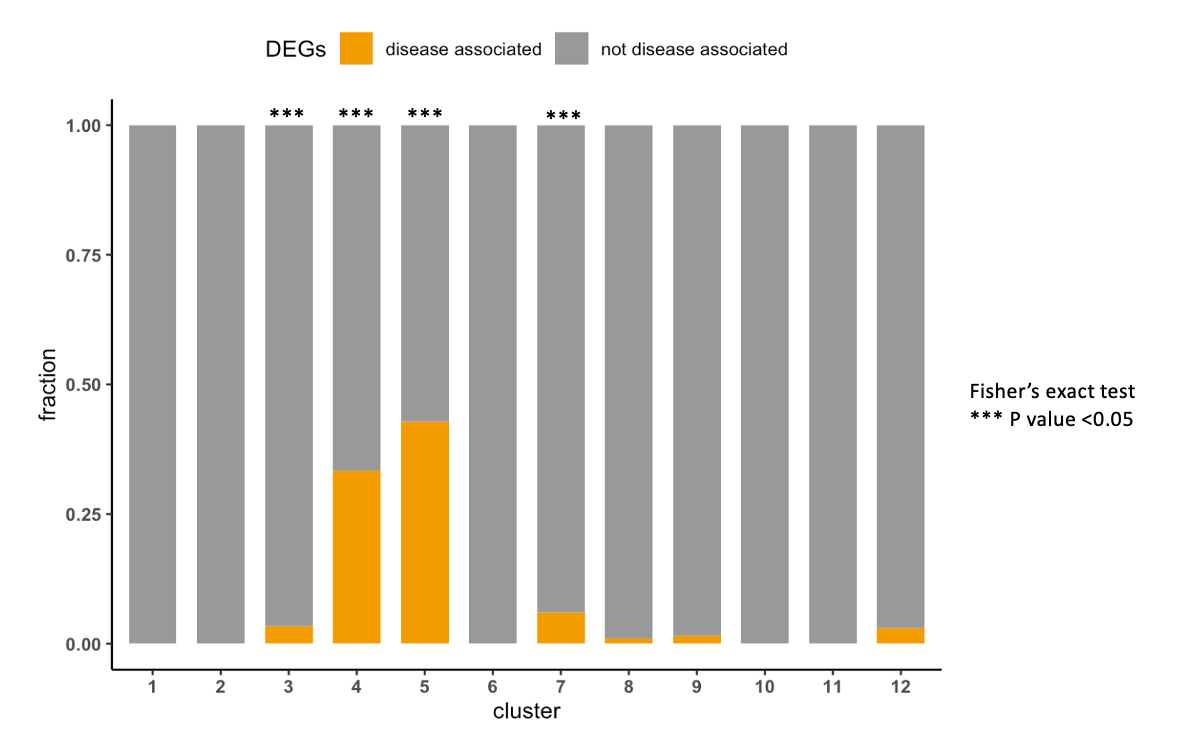 DEGs disease associated not disease associated
*** *** *** ***
1.00
0.75
0.50
0.25
0.00
fraction
Fisher’s exact test
*** P value <0.05
1 2 3 4 5 6 7 8 9 10 11 12
cluster